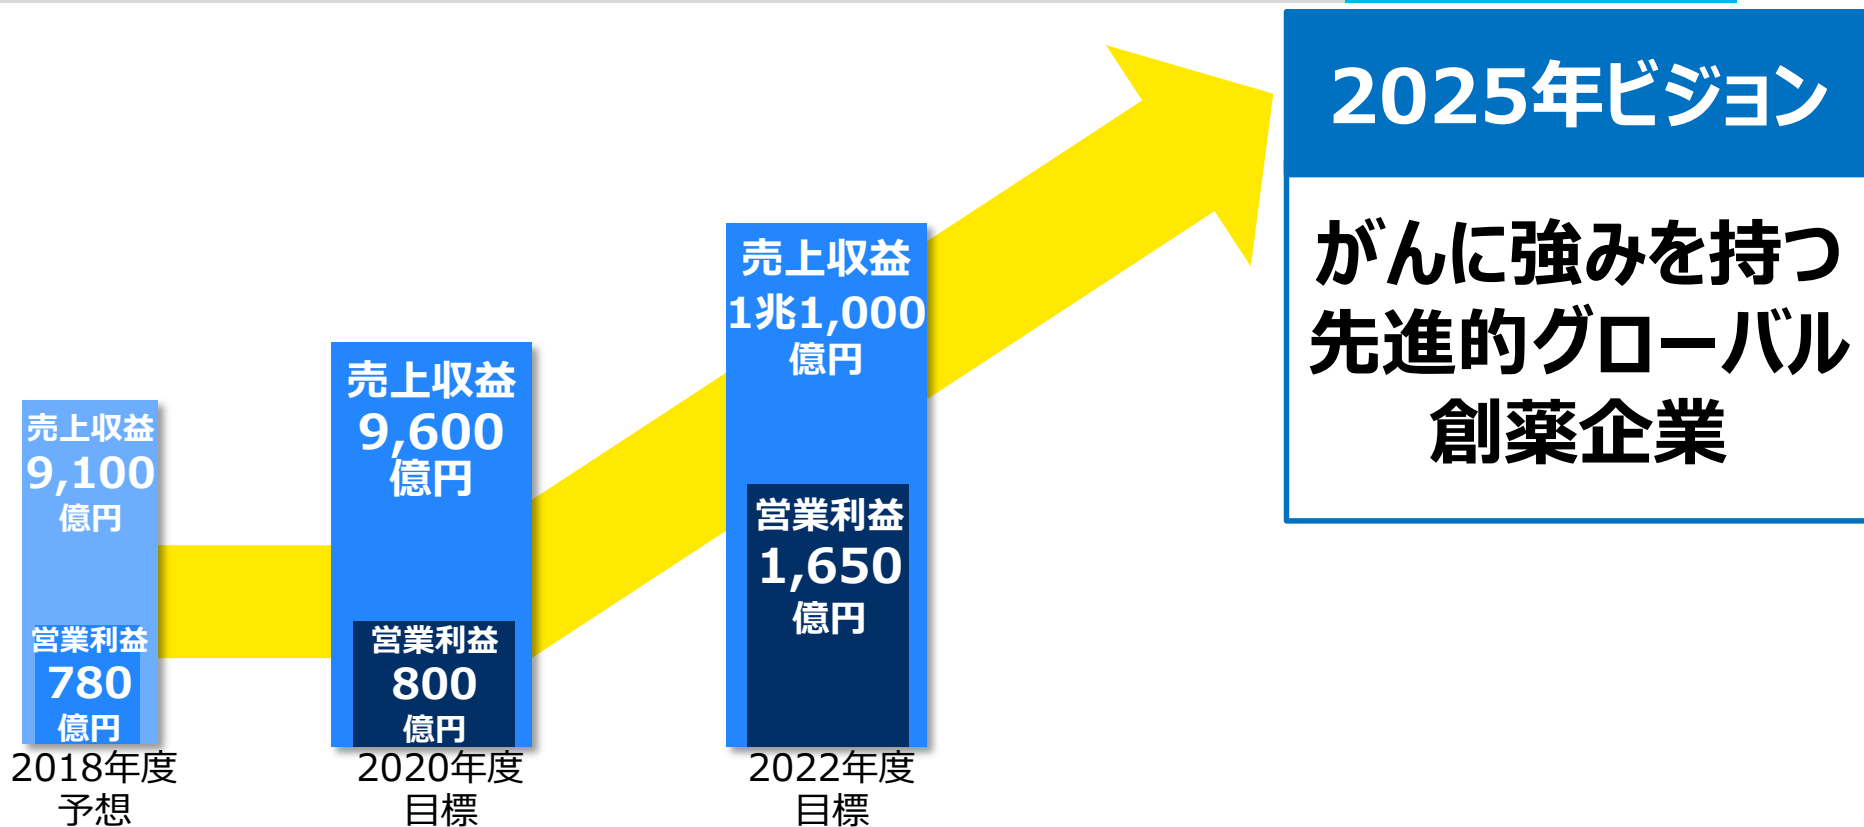 2025年ビジョン
がんに強みを持つ
先進的グローバル
創薬企業
売上収益
9,100
億円
営業利益
780
億円
2018年度
予想
売上収益
9,600
億円
営業利益
800
億円
2020年度
目標
売上収益
1兆1,000
億円
営業利益
1,650
億円
2022年度
目標